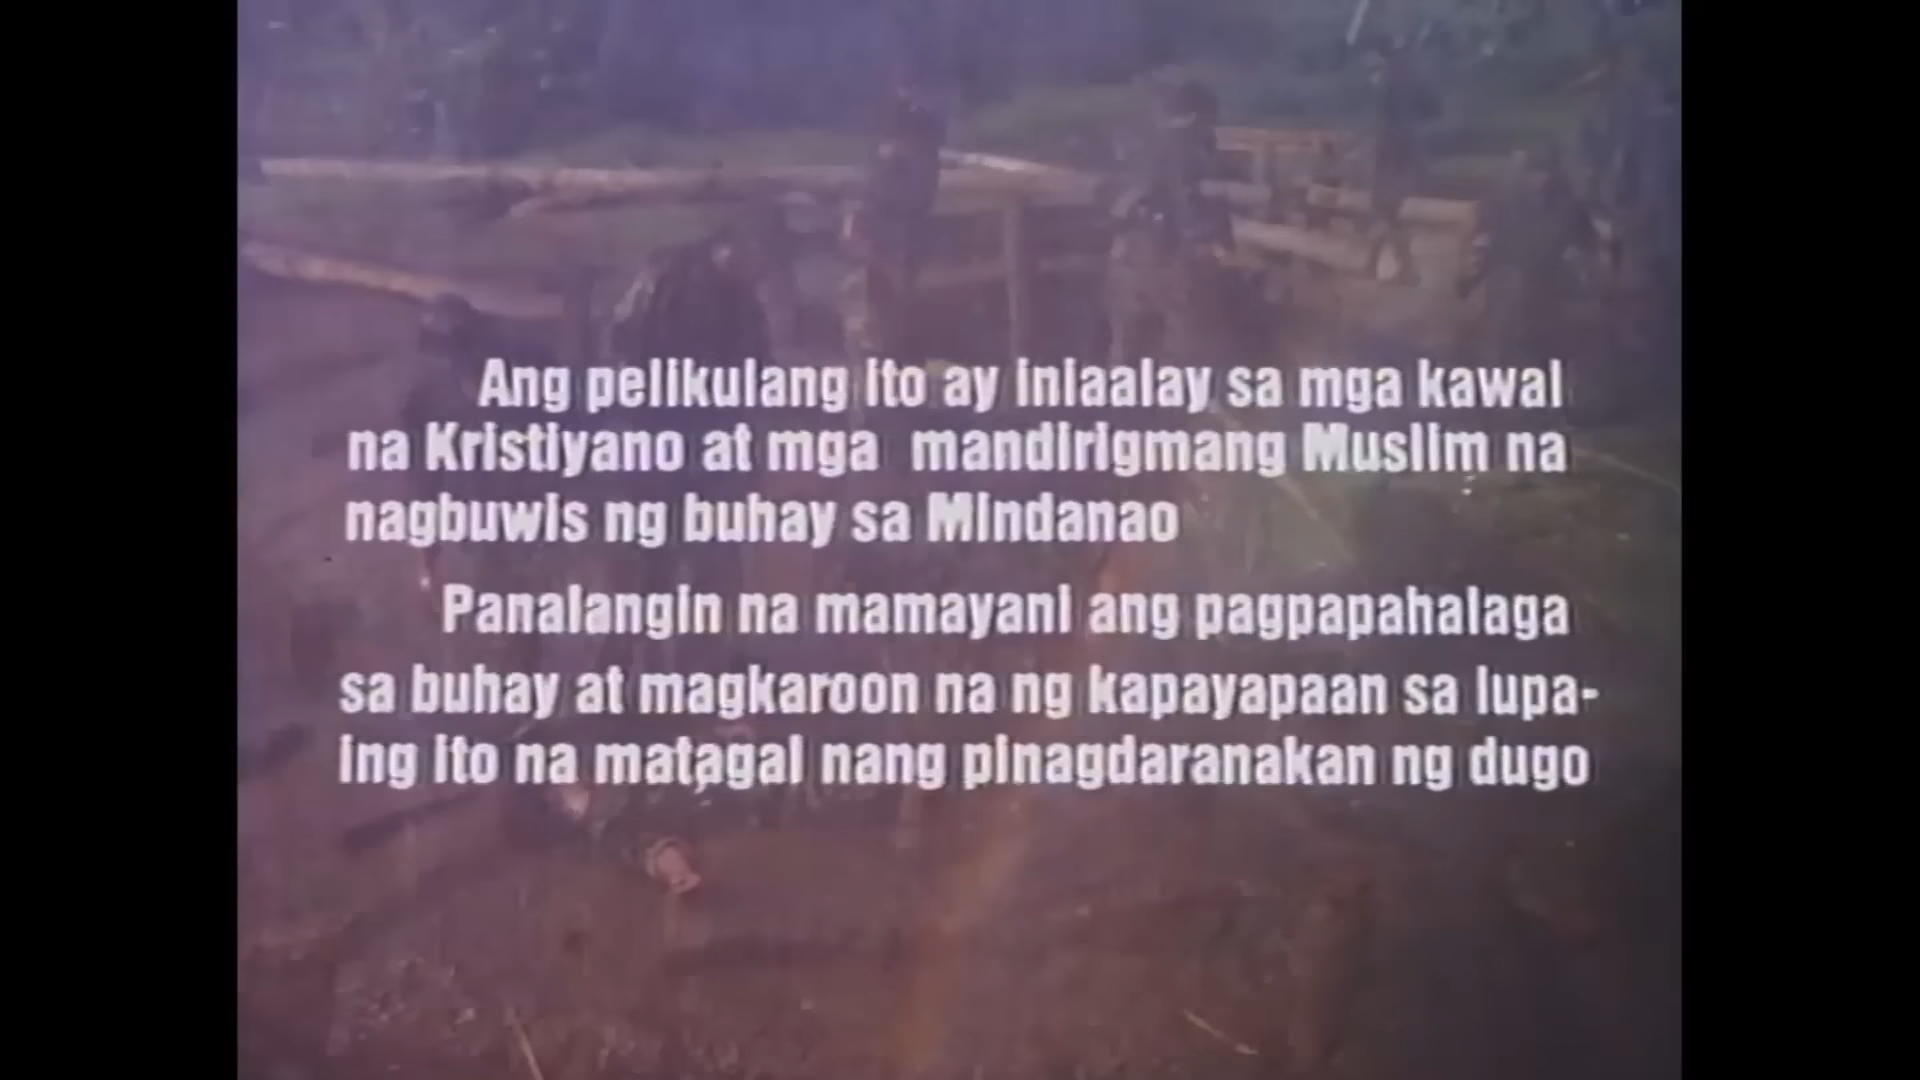 Ang pelikulang ito ay iniaalay sa mga kawal
na Kristiyano at mga mandirigmang Muslim na
nagbuwis ng buhay sa Mindanao
Panalangin na mamayani ang pagpapahalaga
sa buhay at magkaroon na ng kapayapaan sa lupa-
ing ito na matagal nang pinagdaranakan ng dugo